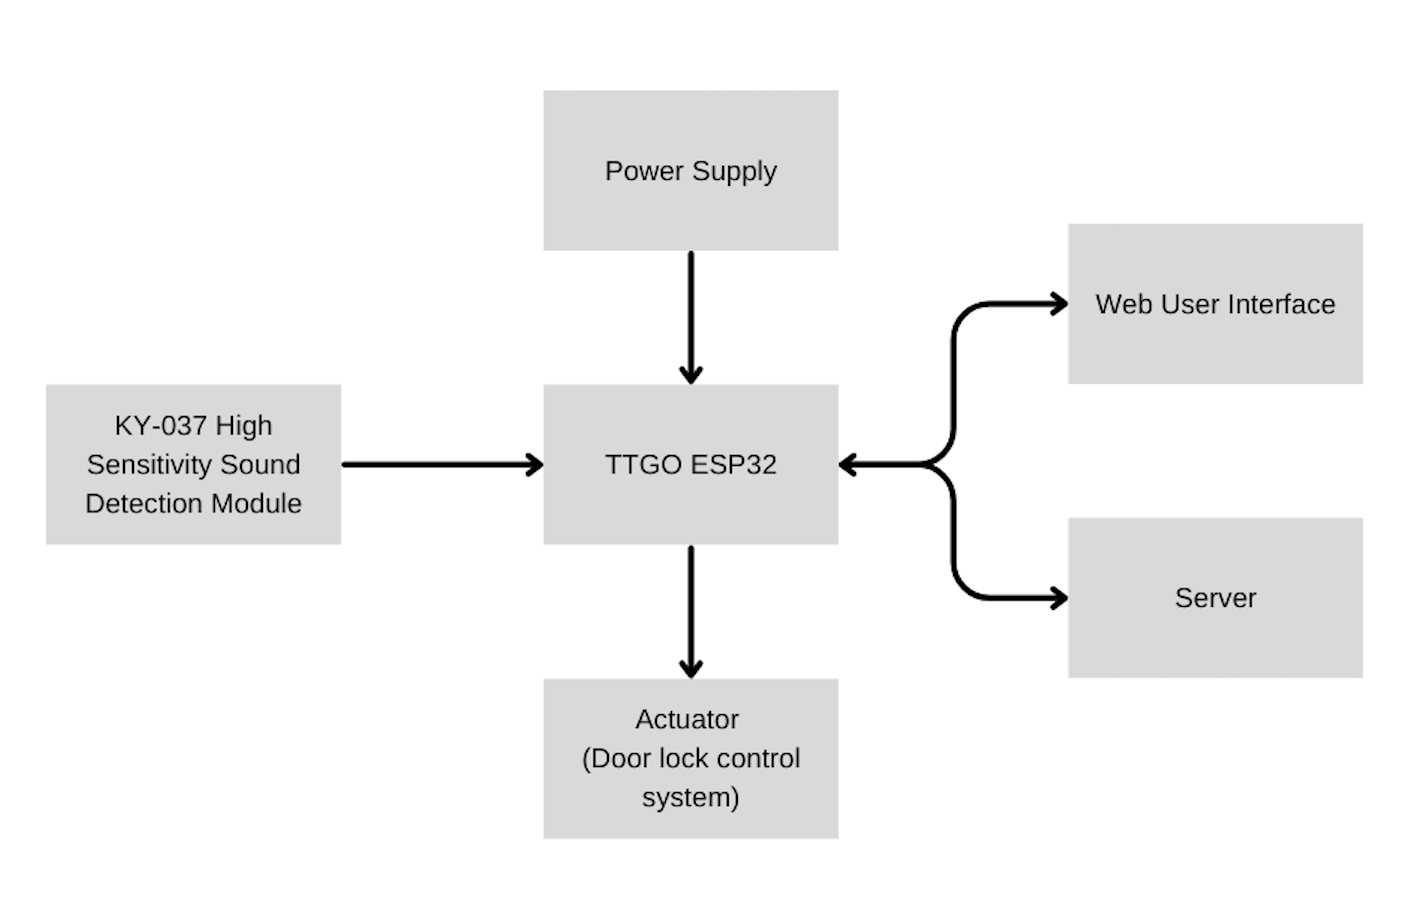 Power Supply
Web User Interface
KY-037 High
Sensitivity Sound
Detection Module
TTGO ESP32
Server
Actuator
(Door lock control
system)